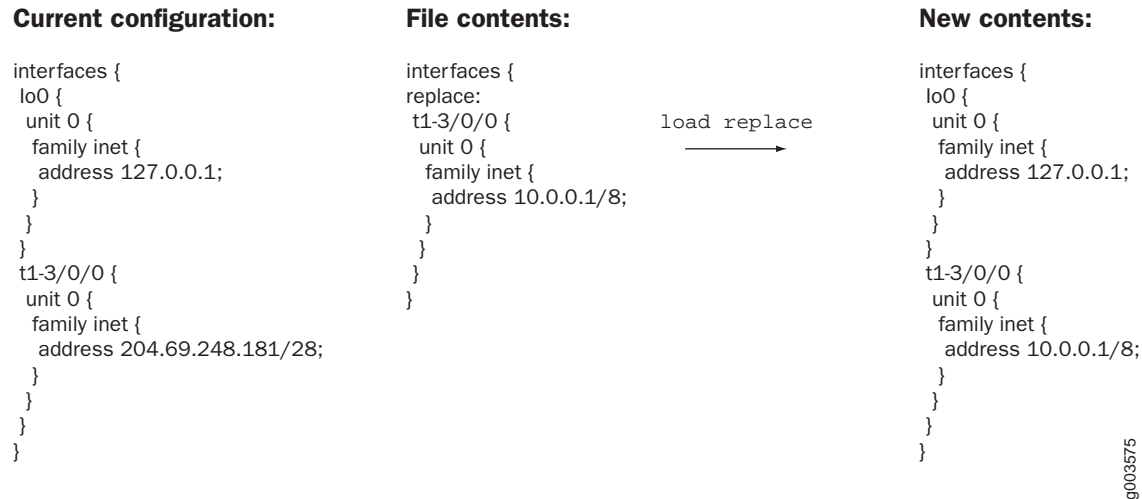 Current configuration:
interfaces {
lo0 {
unit 0 {
family inet {
address 127.0.0.1;
}
}
}
t1-3/0/0 {
unit 0 {
family inet {
address 204.69.248.181/28;
}
}
}
}
File contents:
interfaces {
replace:
t1-3/0/0 {
unit 0 {
family inet {
address 10.0.0.1/8;
}
}
}
}
load replace
New contents:
interfaces {
lo0 {
unit 0 {
family inet {
address 127.0.0.1;
}
}
}
t1-3/0/0 {
unit 0 {
family inet {
address 10.0.0.1/8;
}
}
}
}
g003575